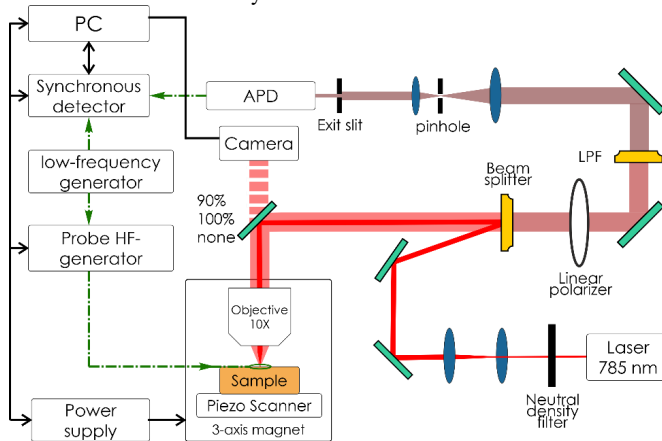 PC
Synchronous
detector
APD
Exit slit
pinhole
Camera
low-frequency
generator
LPF
Beam
splitter
90%
100%
none
Probe HF-
generator
Linear
polarizer
Objective
10X
Laser
785 nm
Sample
Piezo Scanner
3-axis magnet
Power
supply
Neutral
density
filter